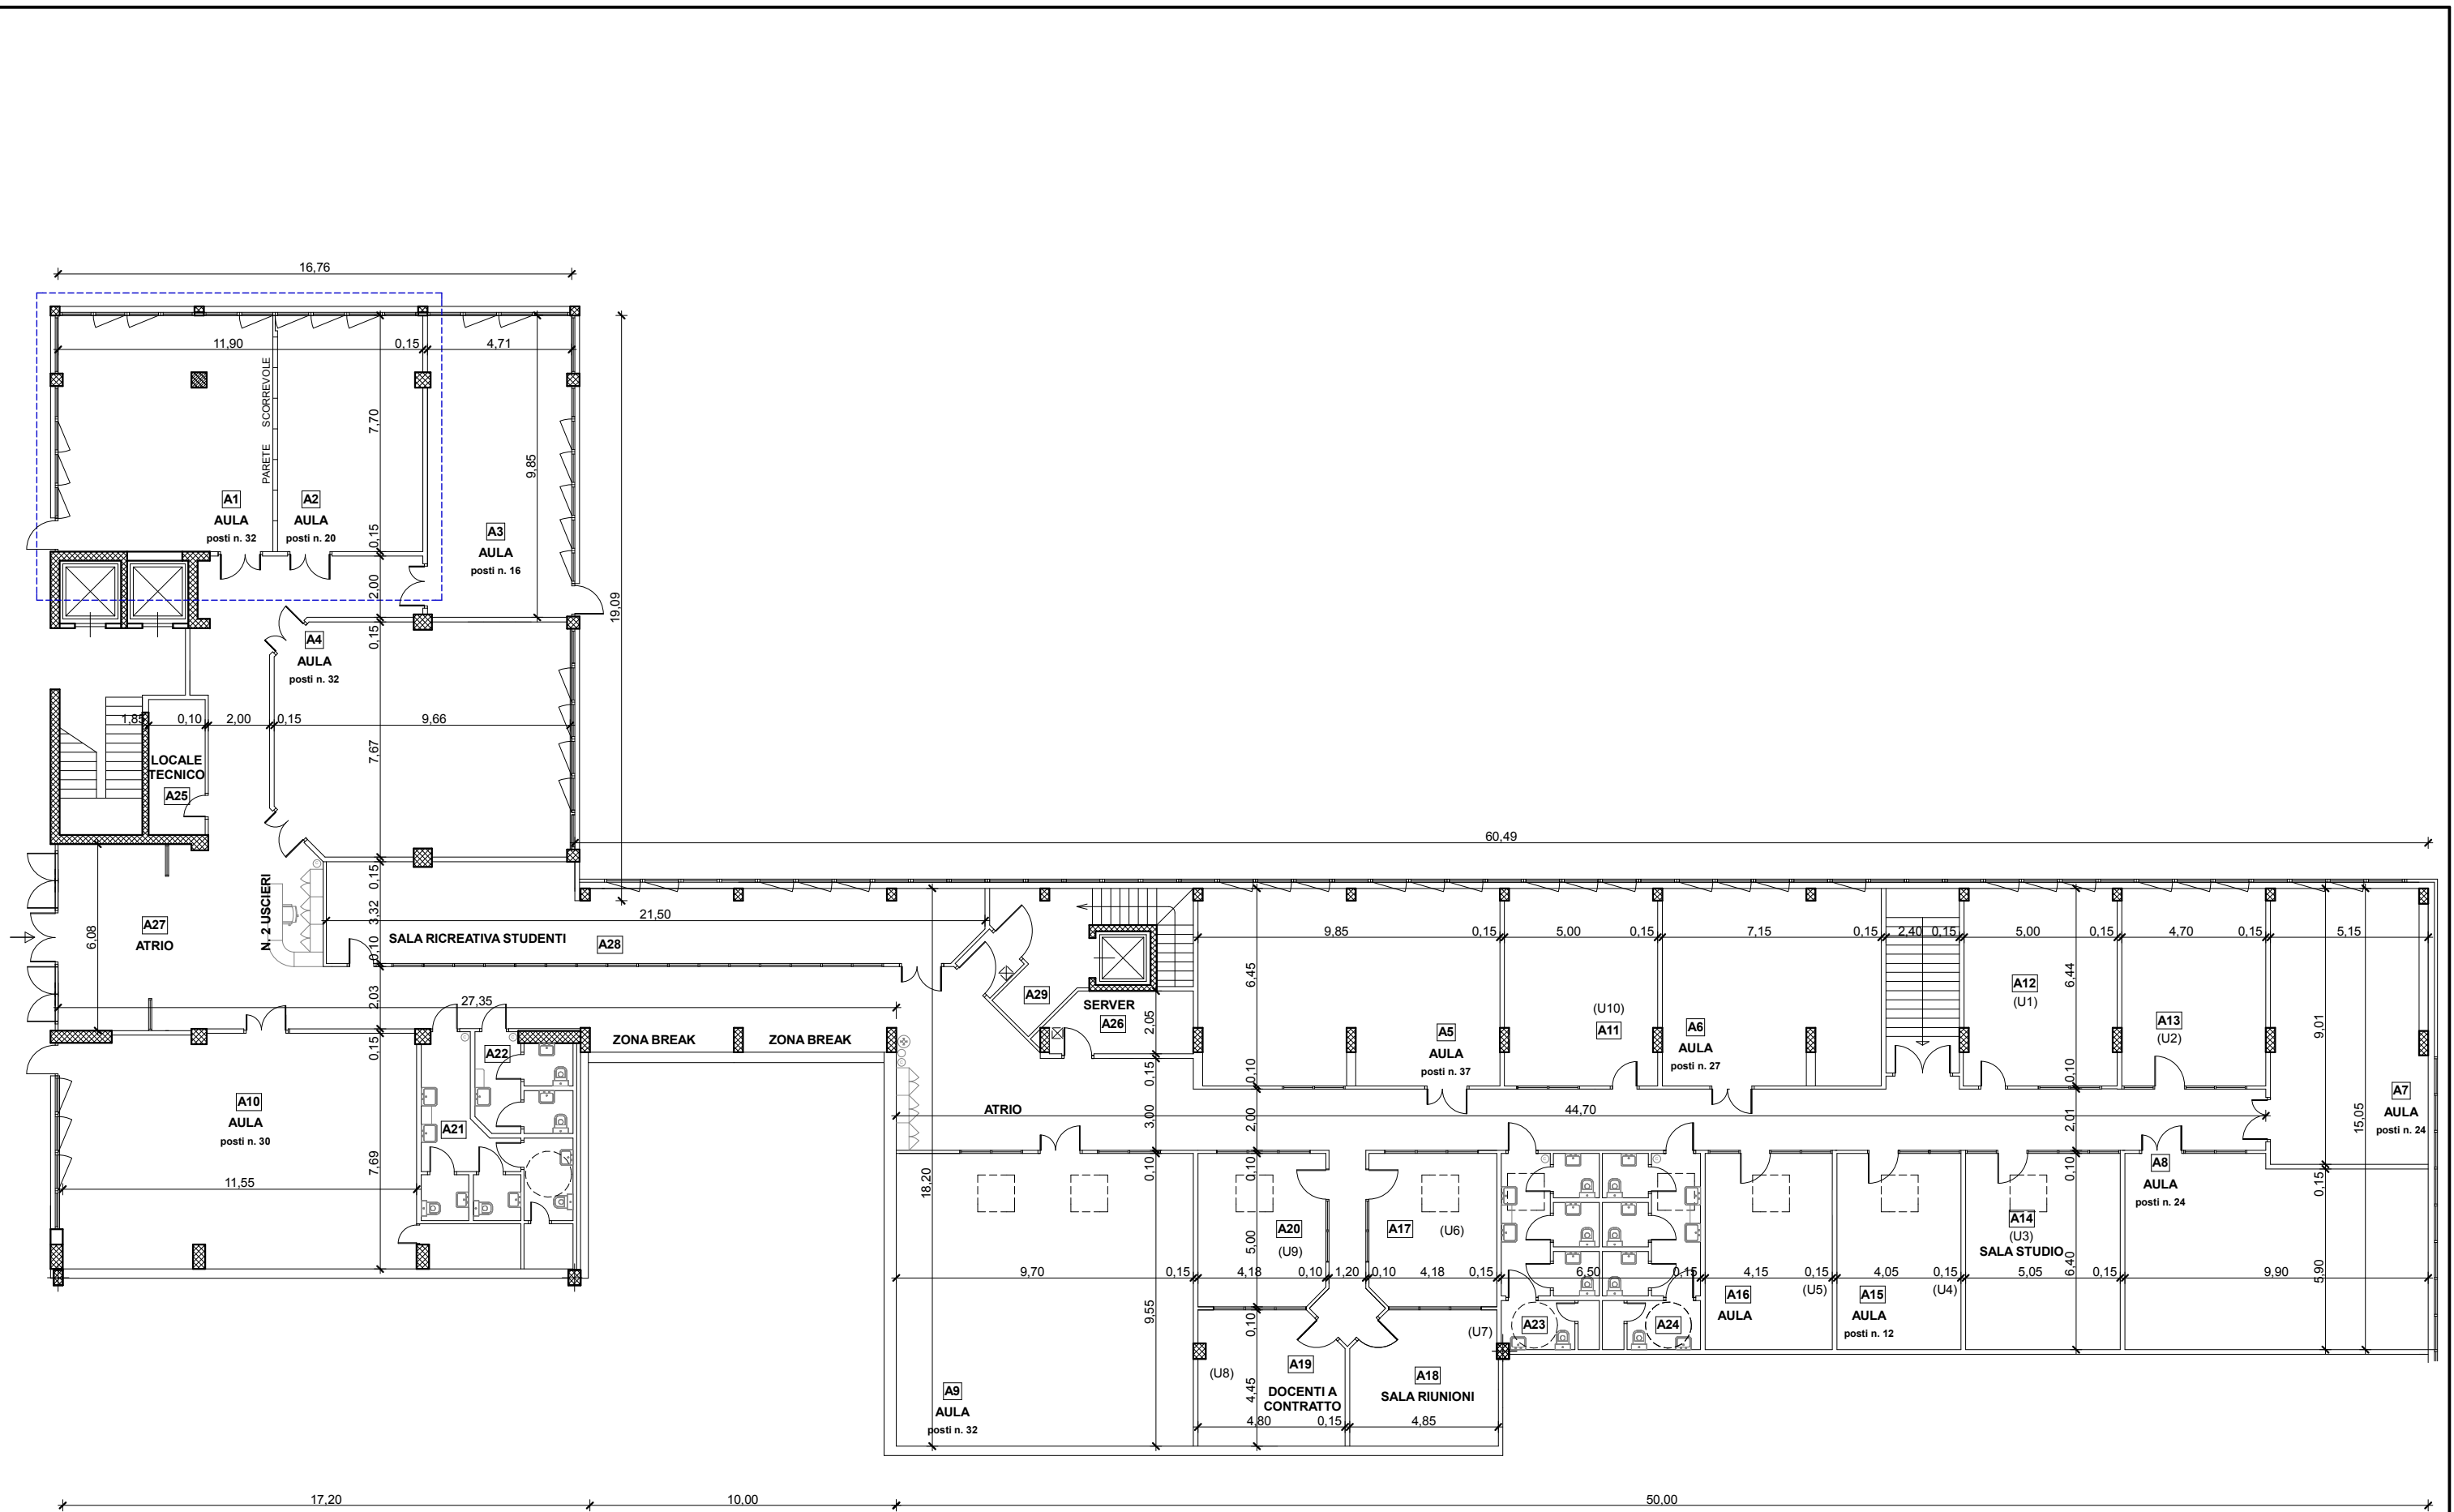 16,76
11,90
0,15
4,71
PARETE SCORREVOLE
7,70
9,85
0,15
A1
AULA
posti n. 32
A2
AULA
posti n. 20
A3
AULA
posti n. 16
2,00
19,09
0,15
A4
AULA
posti n. 32
1,85
0,10
2,00
0,15
9,66
7,67
LOCALE
TECNICO
A25
60,49
0,15
N. 2 USCIERI
3,32
21,50
6,08
A27
ATRIO
SALA RICREATIVA STUDENTI
A28
0,10
2,03
27,35
A29
SERVER
A26
2,05
9,85
0,15
5,00
0,15
7,15
0,15
2,40
0,15
5,00
0,15
4,70
0,15
5,15
6,45
6,44
9,01
(U10)
A11
A12
(U1)
A13
(U2)
A5
AULA
posti n. 37
A6
AULA
posti n. 27
ZONA BREAK
ZONA BREAK
0,15
A22
0,15
0,10
0,10
A7
AULA
posti n. 24
15,05
A10
AULA
posti n. 30
A21
ATRIO
3,00
2,00
44,70
2,01
7,69
11,55
18,20
0,10
0,10
0,10
0,15
A8
AULA
posti n. 24
A20
(U9)
5,00
A17
(U6)
A14
(U3)
SALA STUDIO
6,40
5,90
9,70
0,15
4,18
0,10
1,20
0,10
4,18
0,15
6,50
0,15
4,15
0,15
4,05
0,15
5,05
0,15
9,90
(U5)
(U4)
A16
AULA
A15
AULA
posti n. 12
9,55
0,10
(U7)
A23
A24
(U8)
A19
DOCENTI A
CONTRATTO
A18
SALA RIUNIONI
4,45
A9
AULA
posti n. 32
4,80
0,15
4,85
17,20
10,00
50,00